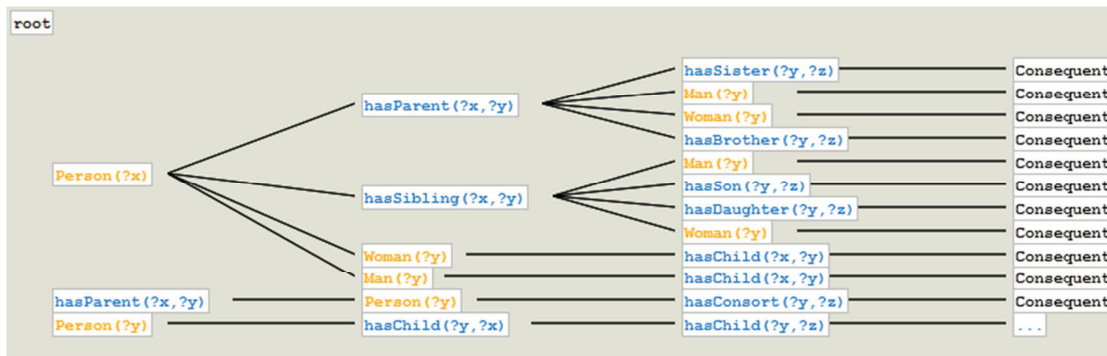 root
hasSister(?y,?z) Consequent
Man(?y) Consequent
hasParent(?x,?y)
Woman(?y) Consequent
hasBrother(?y,?z) Consequent
Man(?y) Consequent
Person(?x)
hasSon(?y,?z) Consequent
hasSibling(?x,?y)
hasDaughter(?y,?z) Consequent
Woman(?y) Consequent
Woman(?y) hasChild(?x,?y) Consequent
Man(?y) hasChild(?x,?y) Consequent
hasParent(?x,?y) Person(?y) hasConsort(?y,?z) Consequent
Person(?y) hasChild(?y,?x) hasChild(?y,?z) ...